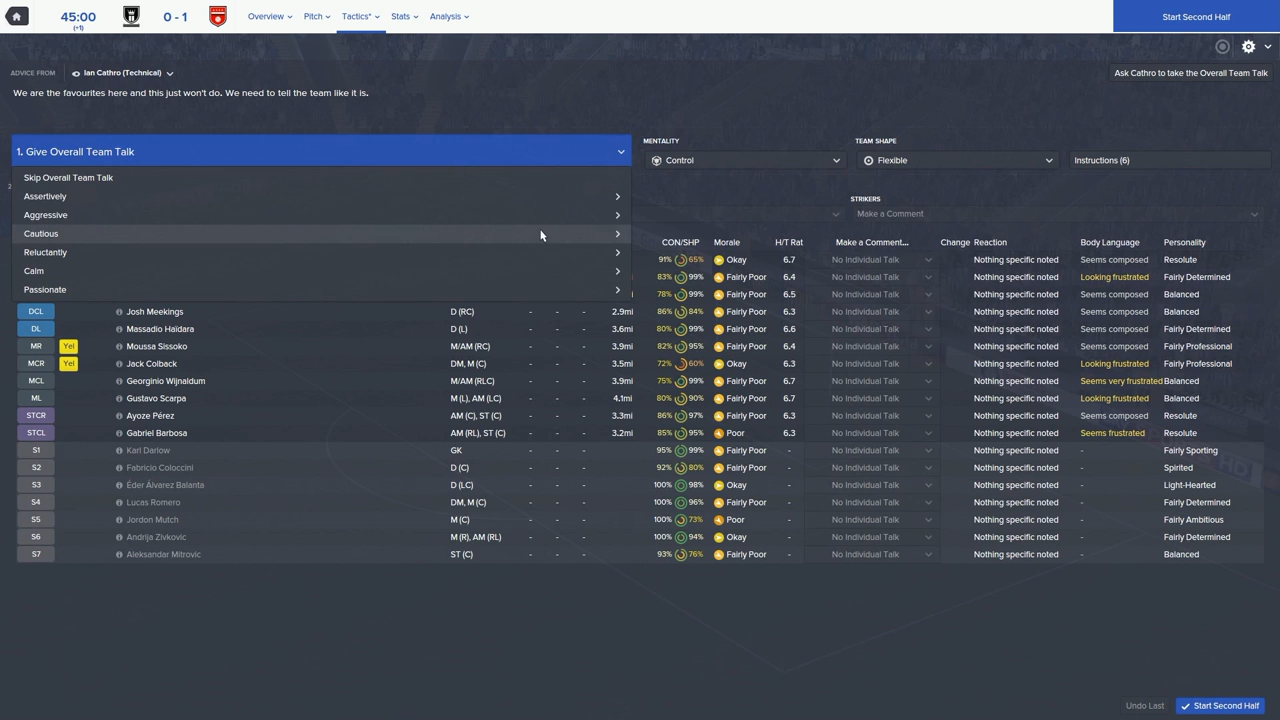 45:00 0 - 1 Overview Pitch Tactics* Stats Analysis Start Second Half
(+1)
ADVICE FROM Ian Cathro (Technical) Ask Cathro to take the Overall Team Talk
We are the favourites here and this just won't do. We need to tell the team like it is.
MENTALITY TEAM SHAPE
1. Give Overall Team Talk Control Flexible Instructions (6)
Skip Overall Team Talk
Assertively STRIKERS
Aggressive Make a Comment
Cautious CON/SHP Morale H/T Rat Make a Comment... Change Reaction Body Language Personality
Reluctantly 91% 65% Okay 6.7 No Individual Talk Nothing specific noted Seems composed Resolute
Calm 83% 99% Fairly Poor 6.4 No Individual Talk Nothing specific noted Looking frustrated Fairly Determined
Passionate 78% 99% Fairly Poor 6.5 No Individual Talk Nothing specific noted Seems composed Balanced
DCL Josh Meekings D (RC) - - - 2.9mi 86% 84% Fairly Poor 6.3 No Individual Talk Nothing specific noted Seems composed Balanced
DL Massadio Haïdara D (L) - - - 3.6mi 80% 99% Fairly Poor 6.6 No Individual Talk Nothing specific noted Seems composed Fairly Determined
MR Yel Moussa Sissoko M/AM (RC) - - - 3.9mi 82% 95% Fairly Poor 6.4 No Individual Talk Nothing specific noted Seems composed Fairly Professional
MCR Yel Jack Colback DM, M (C) - - - 3.5mi 72% 60% Okay 6.3 No Individual Talk Nothing specific noted Looking frustrated Fairly Professional
MCL Georginio Wijnaldum M/AM (RLC) - - - 3.9mi 75% 99% Fairly Poor 6.7 No Individual Talk Nothing specific noted Seems very frustrated Balanced
ML Gustavo Scarpa M (L), AM (LC) - - - 4.1mi 80% 90% Fairly Poor 6.7 No Individual Talk Nothing specific noted Looking frustrated Balanced
STCR Ayoze Pérez AM (C), ST (C) - - - 3.3mi 86% 97% Fairly Poor 6.3 No Individual Talk Nothing specific noted Seems composed Resolute
STCL Gabriel Barbosa AM (RL), ST (C) - - - 3.2mi 85% 95% Poor 6.3 No Individual Talk Nothing specific noted Seems frustrated Resolute
S1 Karl Darlow GK 95% 99% Fairly Poor - No Individual Talk Nothing specific noted - Fairly Sporting
S2 Fabricio Coloccini D (C) 92% 80% Fairly Poor - No Individual Talk Nothing specific noted - Spirited
S3 Éder Álvarez Balanta D (LC) 100% 98% Okay - No Individual Talk Nothing specific noted - Light-Hearted
S4 Lucas Romero DM, M (C) 100% 96% Fairly Poor - No Individual Talk Nothing specific noted - Fairly Determined
S5 Jordon Mutch M (C) 100% 73% Poor - No Individual Talk Nothing specific noted - Fairly Ambitious
S6 Andrija Zivkovic M (R), AM (RL) 100% 94% Okay - No Individual Talk Nothing specific noted - Fairly Determined
S7 Aleksandar Mitrovic ST (C) 93% 76% Fairly Poor - No Individual Talk Nothing specific noted - Balanced
Undo Last Start Second Half